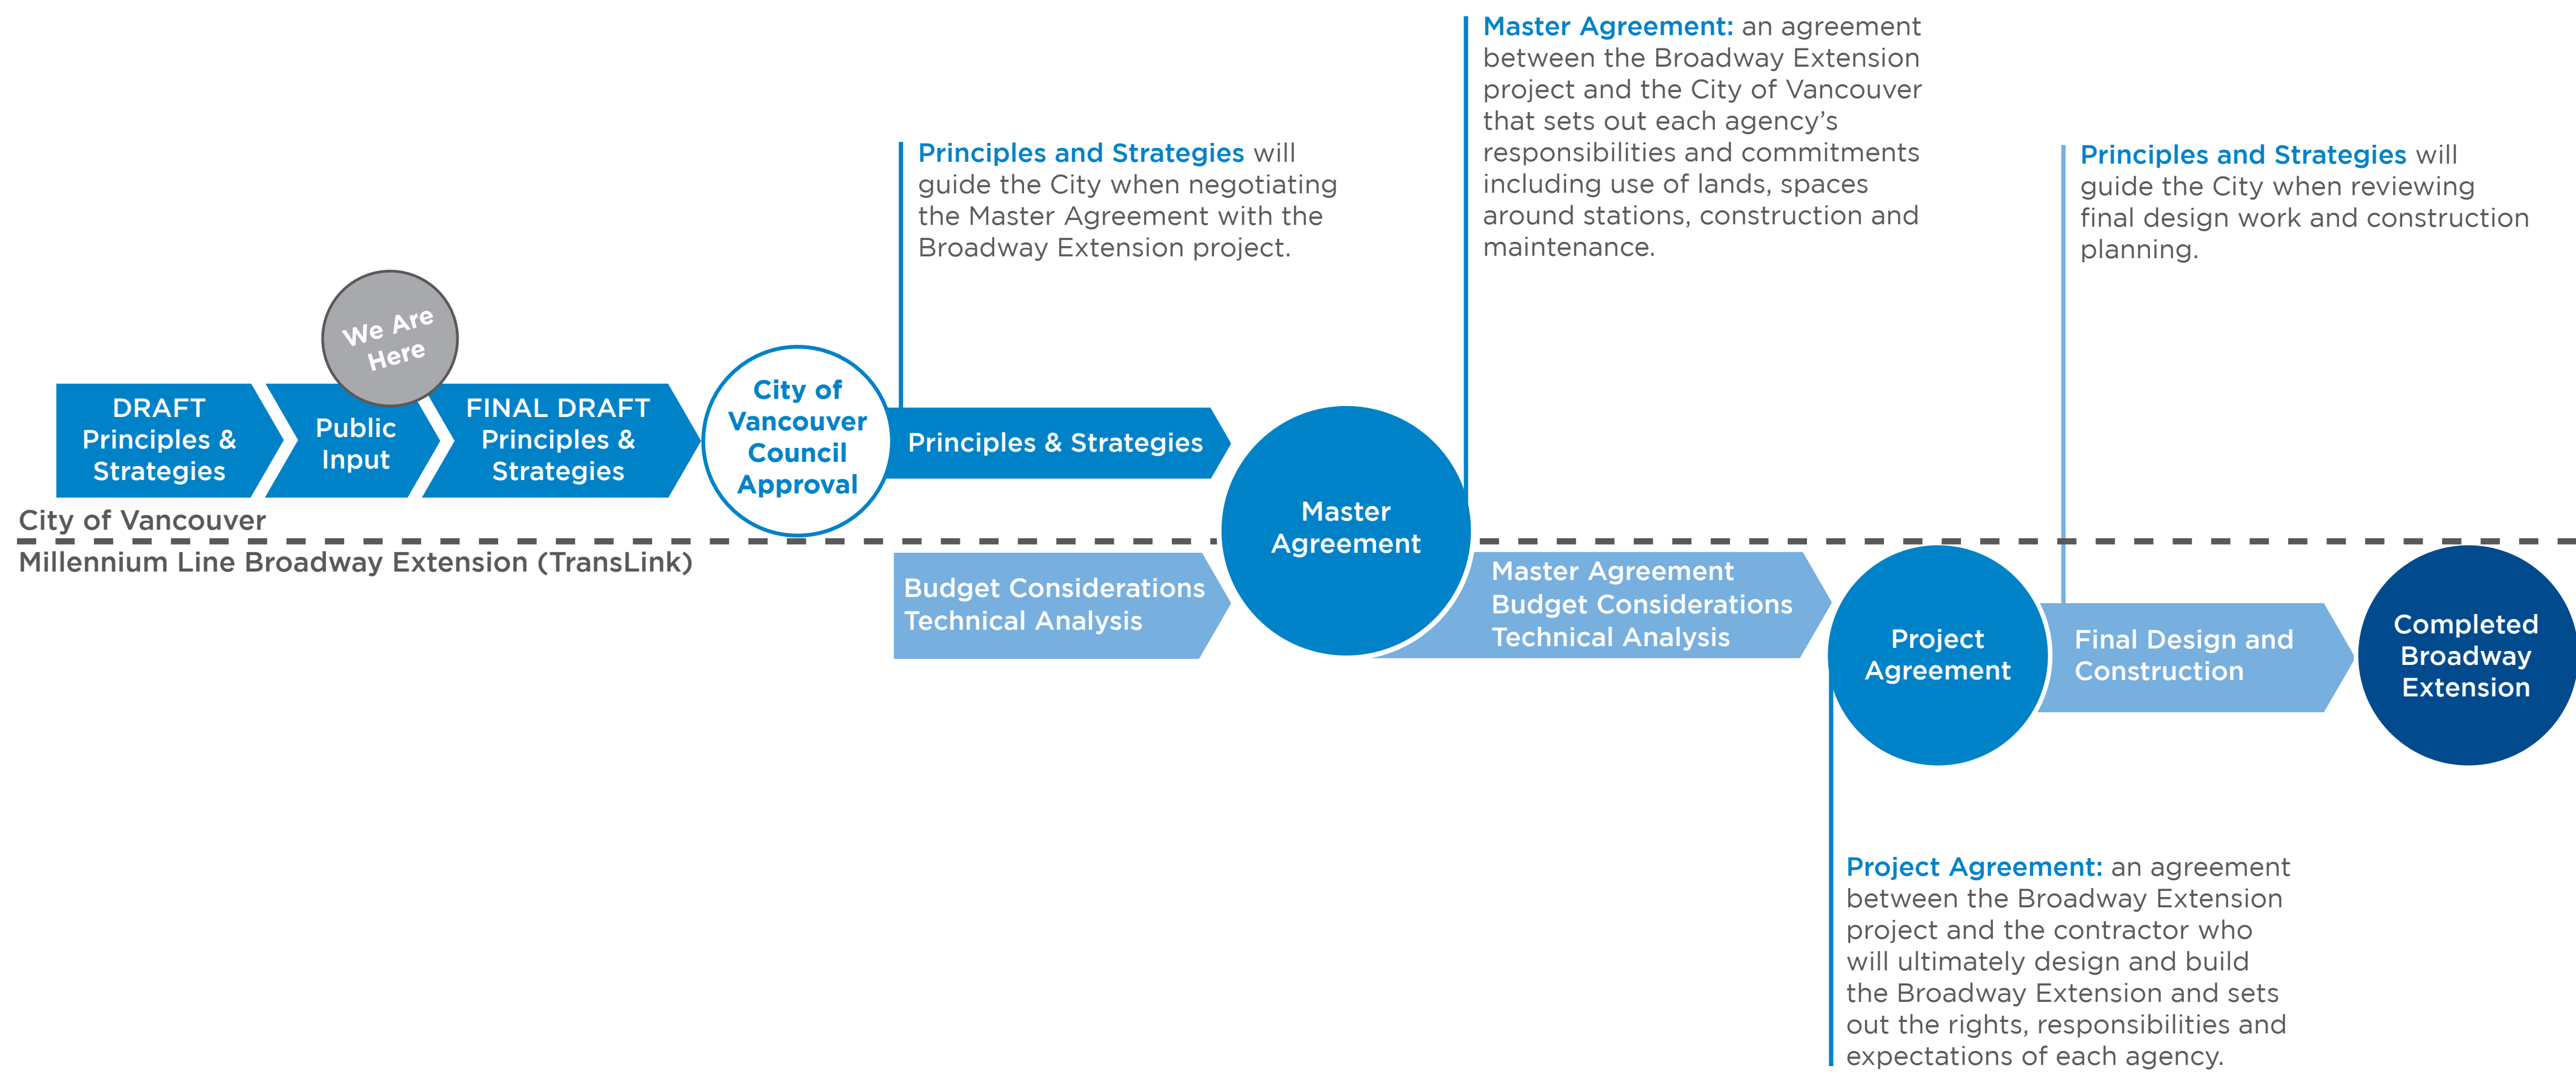 Master Agreement: an agreement
between the Broadway Extension
project and the City of Vancouver
that sets out each agency's
responsibilities and commitments
including use of lands, spaces
around stations, construction and
maintenance.
Principles and Strategies will
guide the City when negotiating
the Master Agreement with the
Broadway Extension project.
Principles and Strategies will
guide the City when reviewing
final design work and construction
planning.
We Are
Here
DRAFT
Principles &
Strategies
Public
Input
FINAL DRAFT
Principles &
Strategies
City of
Vancouver
Council
Approval
Principles & Strategies
Master
Agreement
City of Vancouver
Millennium Line Broadway Extension (TransLink)
Budget Considerations
Technical Analysis
Master Agreement
Budget Considerations
Technical Analysis
Project
Agreement
Final Design and
Construction
Completed
Broadway
Extension
Project Agreement: an agreement
between the Broadway Extension
project and the contractor who
will ultimately design and build
the Broadway Extension and sets
out the rights, responsibilities and
expectations of each agency.